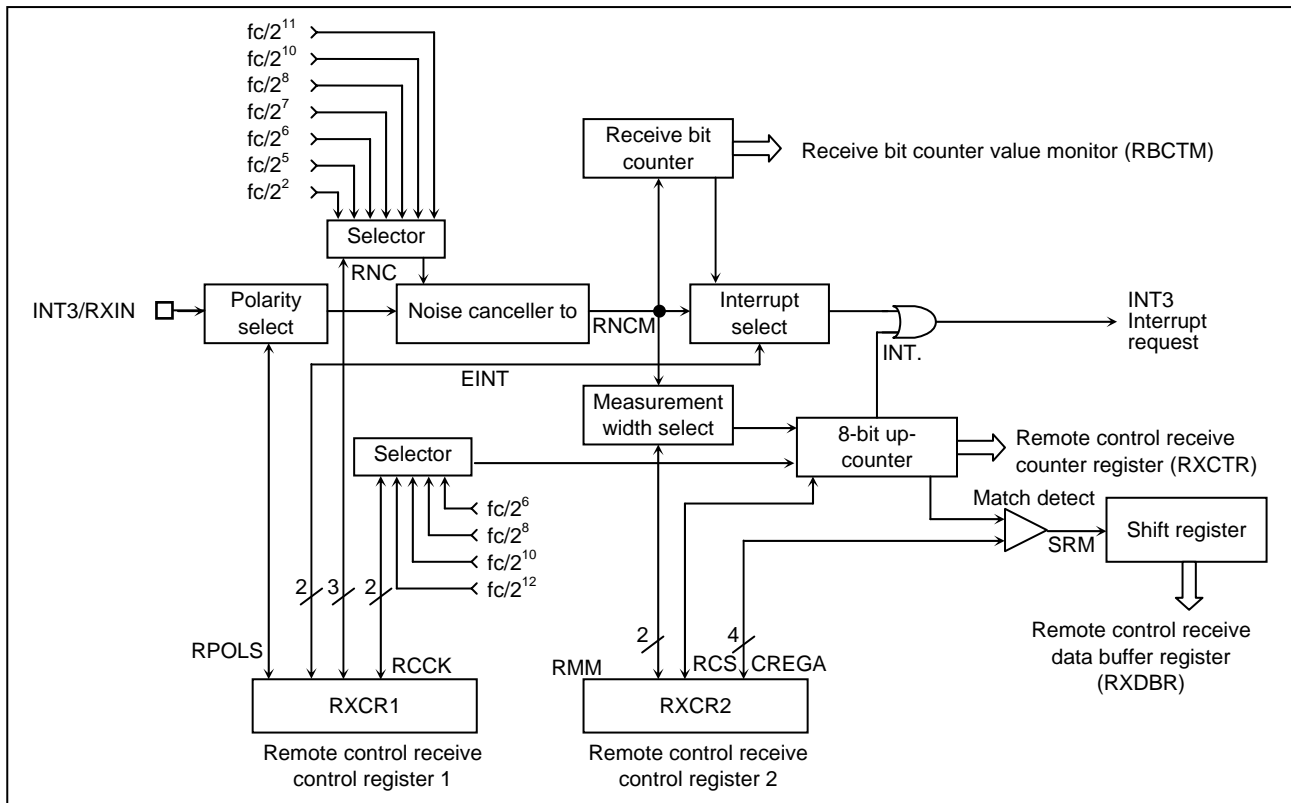 fc/2^11
fc/2^10
fc/2^8
fc/2^7
fc/2^6
fc/2^5
fc/2^2
Selector
RNC
Receive bit
counter
Receive bit counter value monitor (RBCTM)
INT3/RXIN
Polarity
select
Noise canceller to
RNCM
Interrupt
select
INT.
INT3
Interrupt
request
EINT
Measurement
width select
Selector
8-bit up-
counter
Remote control receive
counter register (RXCTR)
fc/2^6
fc/2^8
fc/2^10
fc/2^12
Match detect
SRM
Shift register
2
3
2
2
4
Remote control receive
data buffer register
(RXDBR)
RPOLS
RCCK
RMM
RCS
CREGA
RXCR1
RXCR2
Remote control receive
control register 1
Remote control receive
control register 2